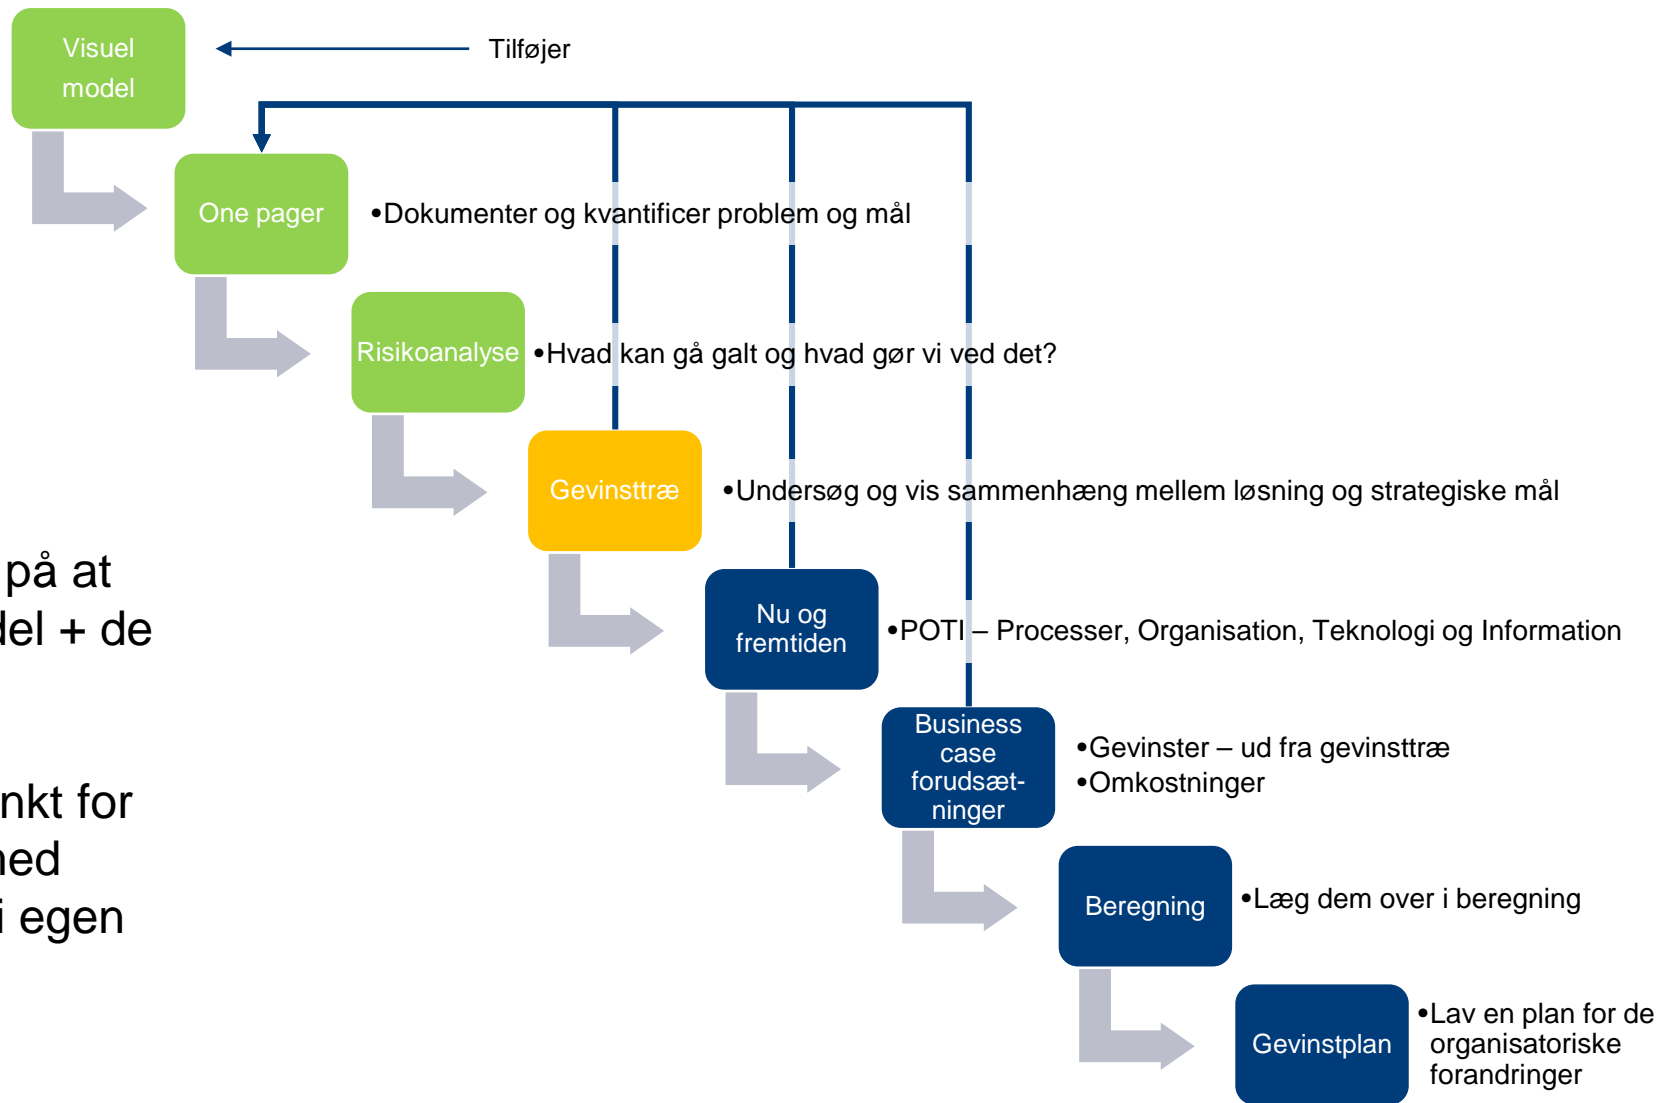 Visuel
model
Tilføjer
One pager
•Dokumenter og kvantificer problem og mål
Risikoanalyse
•Hvad kan gå galt og hvad gør vi ved det?
Gevinsttræ
•Undersøg og vis sammenhæng mellem løsning og strategiske mål
på at
del + de
Nu og
fremtiden
•POTI – Processer, Organisation, Teknologi og Information
Business
case
forudsæt-
ninger
•Gevinster – ud fra gevinsttræ
•Omkostninger
nkt for
ned
i egen
Beregning
•Læg dem over i beregning
Gevinstplan
•Lav en plan for de
organisatoriske
forandringer